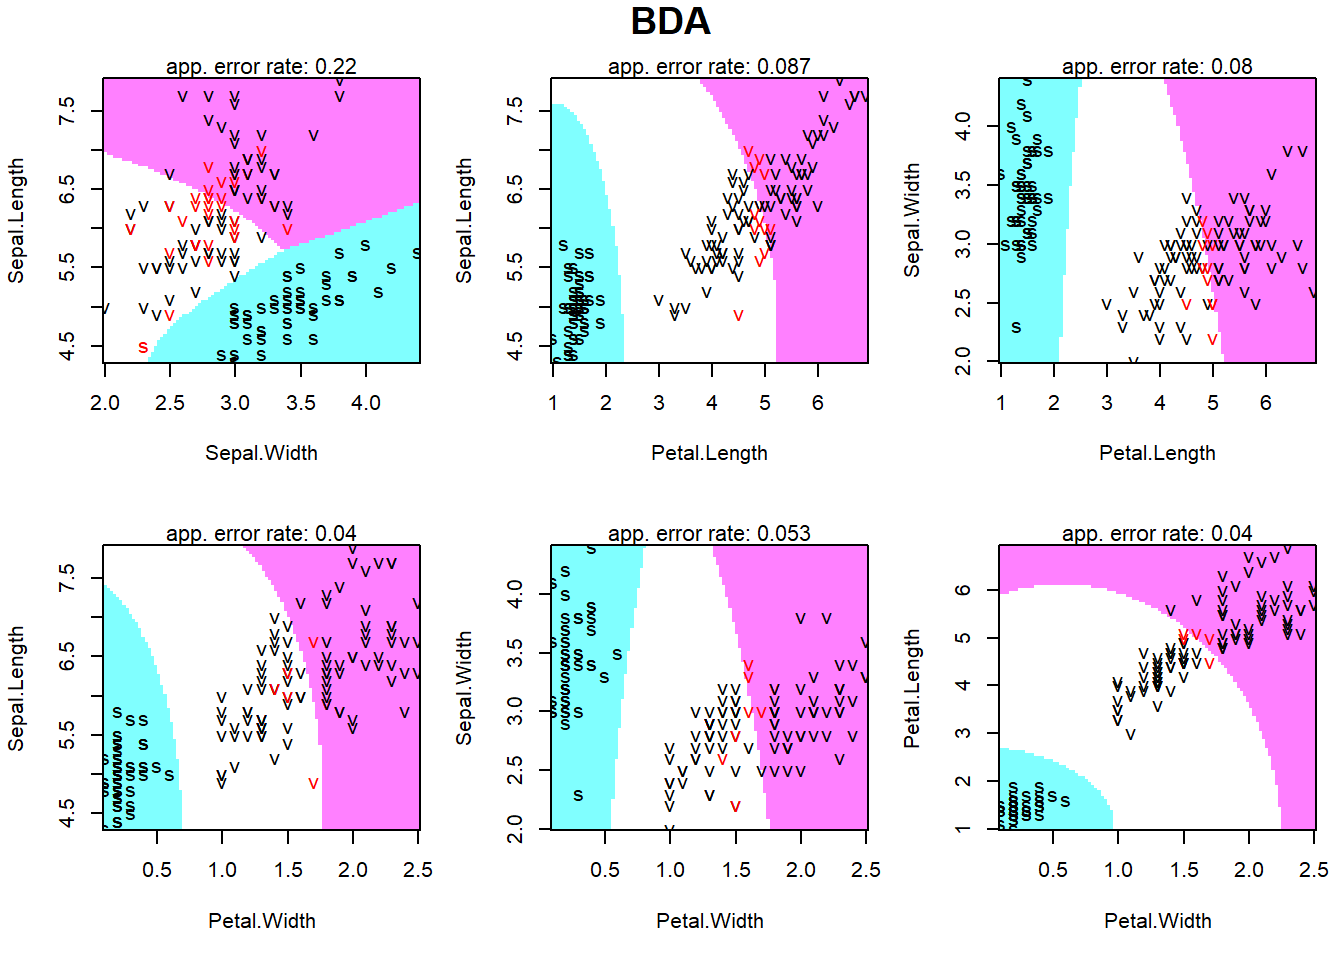 BDA
app. error rate: 0.22
Sepal.Length
4.5 5.5 6.5 7.5
2.0 2.5 3.0 3.5 4.0
Sepal.Width
app. error rate: 0.087
Sepal.Length
4.5 5.5 6.5 7.5
1 2 3 4 5 6
Petal.Length
app. error rate: 0.08
Sepal.Width
2.0 2.5 3.0 3.5 4.0
1 2 3 4 5 6
Petal.Length
app. error rate: 0.04
Sepal.Length
4.5 5.5 6.5 7.5
0.5 1.0 1.5 2.0 2.5
Petal.Width
app. error rate: 0.053
Sepal.Width
2.0 2.5 3.0 3.5 4.0
0.5 1.0 1.5 2.0 2.5
Petal.Width
app. error rate: 0.04
Petal.Length
1 2 3 4 5 6
0.5 1.0 1.5 2.0 2.5
Petal.Width